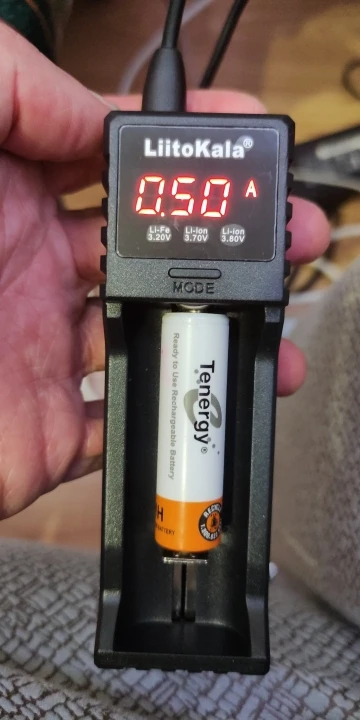 LiitoKala®
0.50 A
Li-Fe Li-ion Li-ion
3.20V 3.70V 3.80V
MODE
Tenergy®
Ready to Use Rechargeable Battery
H
BATTERY